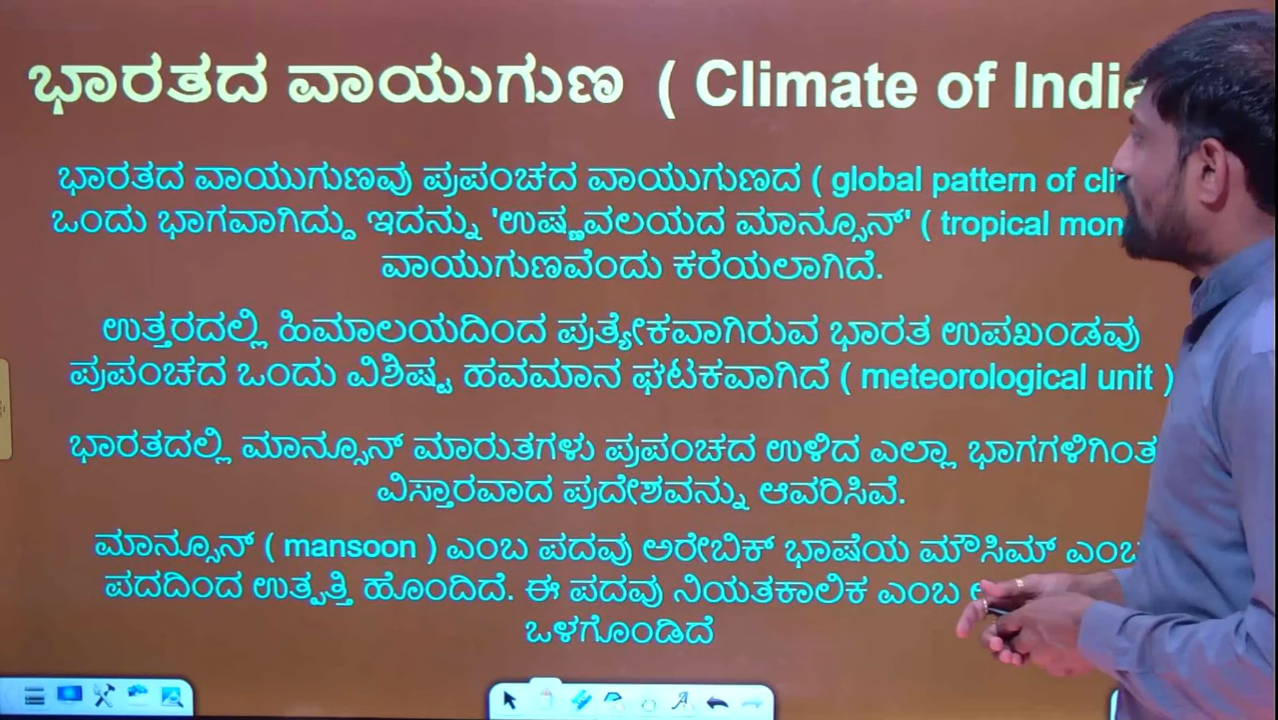 ಭಾರತದ ವಾಯುಗುಣ ( Climate of India
ಭಾರತದ ವಾಯುಗುಣವು ಪ್ರಪಂಚದ ವಾಯುಗುಣದ ( global pattern of cli
ಒಂದು ಭಾಗವಾಗಿದ್ದು ಇದನ್ನು 'ಉಷ್ಣವಲಯದ ಮಾನ್ಸೂನ್' ( tropical mon
ವಾಯುಗುಣವೆಂದು ಕರೆಯಲಾಗಿದೆ.
ಉತ್ತರದಲ್ಲಿ ಹಿಮಾಲಯದಿಂದ ಪ್ರತ್ಯೇಕವಾಗಿರುವ ಭಾರತ ಉಪಖಂಡವು
ಪ್ರಪಂಚದ ಒಂದು ವಿಶಿಷ್ಟ ಹವಮಾನ ಘಟಕವಾಗಿದೆ ( meteorological unit )
ಭಾರತದಲ್ಲಿ ಮಾನ್ಸೂನ್ ಮಾರುತಗಳು ಪ್ರಪಂಚದ ಉಳಿದ ಎಲ್ಲಾ ಭಾಗಗಳಿಗಿಂತ
ವಿಸ್ತಾರವಾದ ಪ್ರದೇಶವನ್ನು ಆವರಿಸಿವೆ.
ಮಾನ್ಸೂನ್ ( mansoon ) ಎಂಬ ಪದವು ಅರೇಬಿಕ್ ಭಾಷೆಯ ಮೌಸಿಮ್ ಎಂಬ
ಪದದಿಂದ ಉತ್ಪತ್ತಿ ಹೊಂದಿದೆ. ಈ ಪದವು ನಿಯತಕಾಲಿಕ ಎಂಬ
ಒಳಗೊಂಡಿದೆ